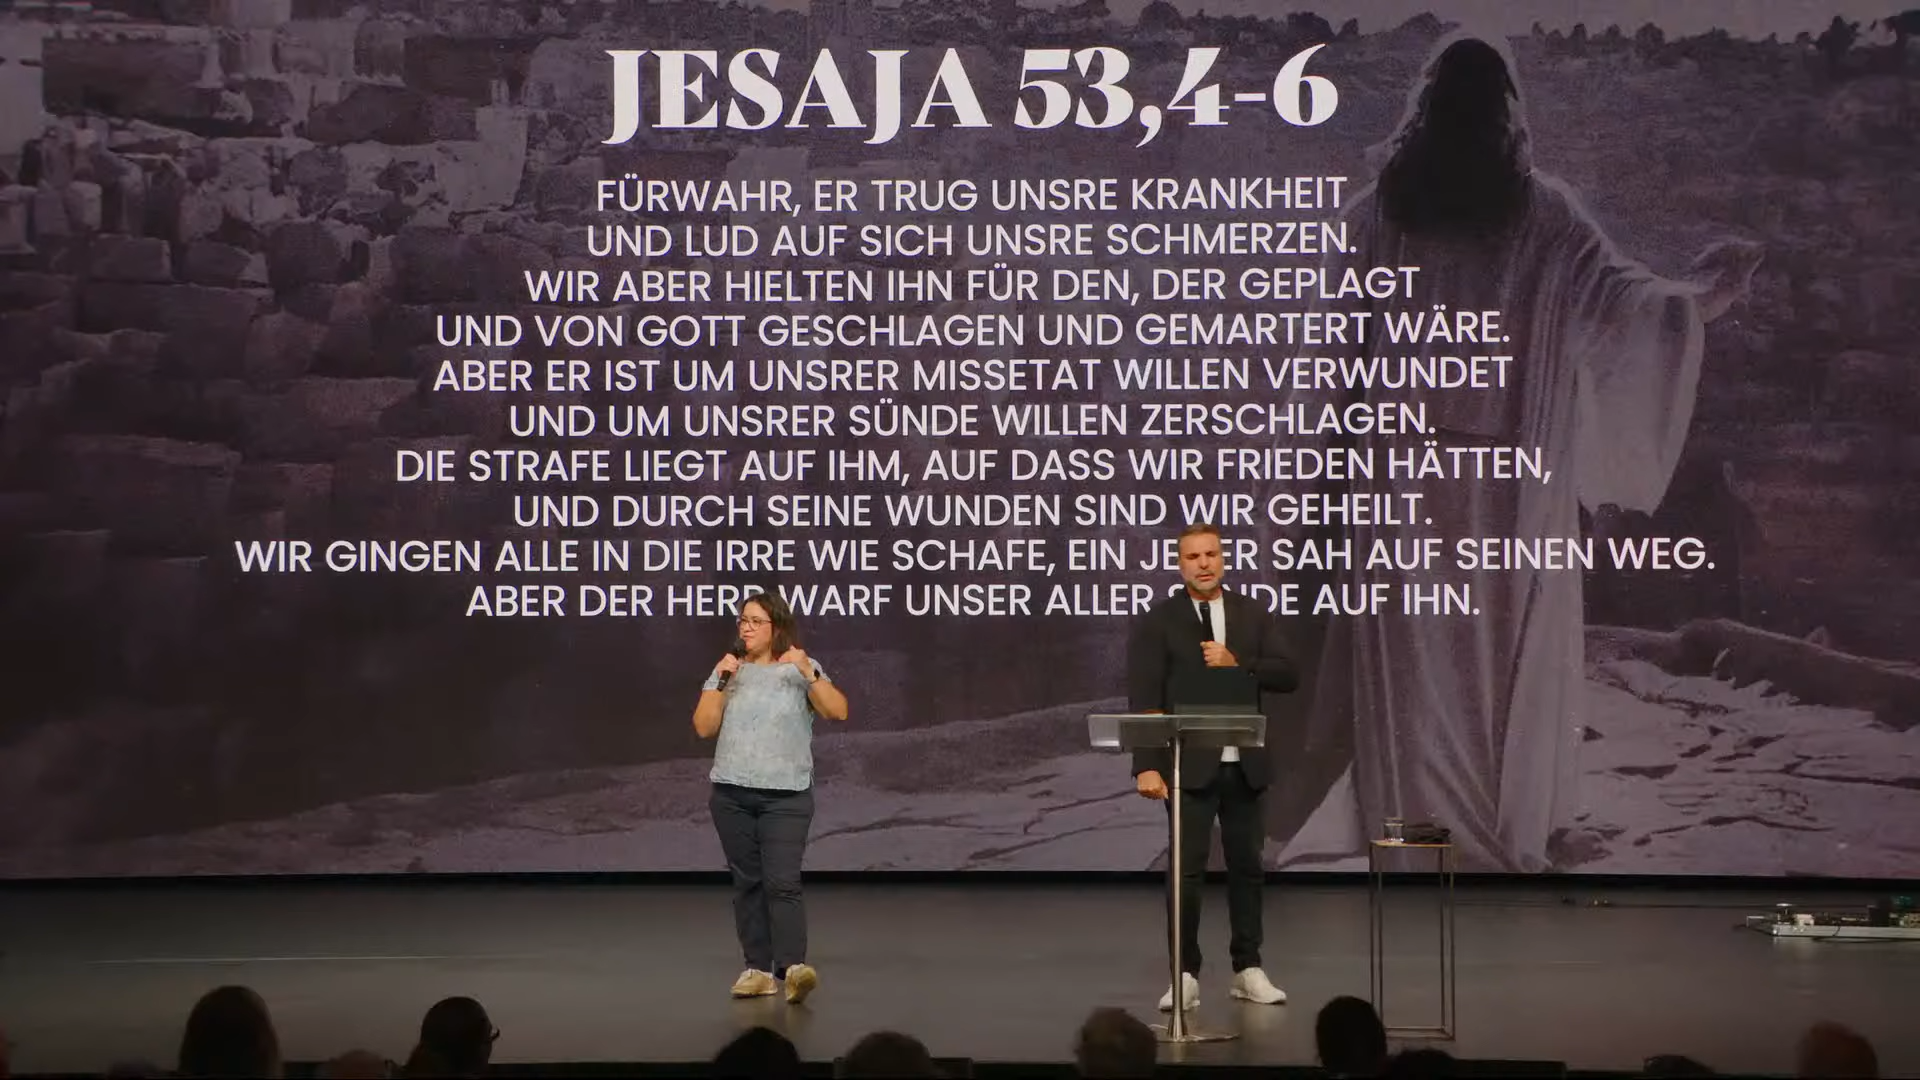 JESAJA 53,4-6
FÜRWAHR, ER TRUG UNSRE KRANKHEIT
UND LUD AUF SICH UNSRE SCHMERZEN.
WIR ABER HIELTEN IHN FÜR DEN, DER GEPLAGT
UND VON GOTT GESCHLAGEN UND GEMARTERT WÄRE.
ABER ER IST UM UNSRER MISSETAT WILLEN VERWUNDET
UND UM UNSRER SÜNDE WILLEN ZERSCHLAGEN.
DIE STRAFE LIEGT AUF IHM, AUF DASS WIR FRIEDEN HÄTTEN,
UND DURCH SEINE WUNDEN SIND WIR GEHEILT.
WIR GINGEN ALLE IN DIE IRRE WIE SCHAFE, EIN SAH AUF SEINEN WEG.
ABER DER WARF UNSER ALLER AUF IHN.